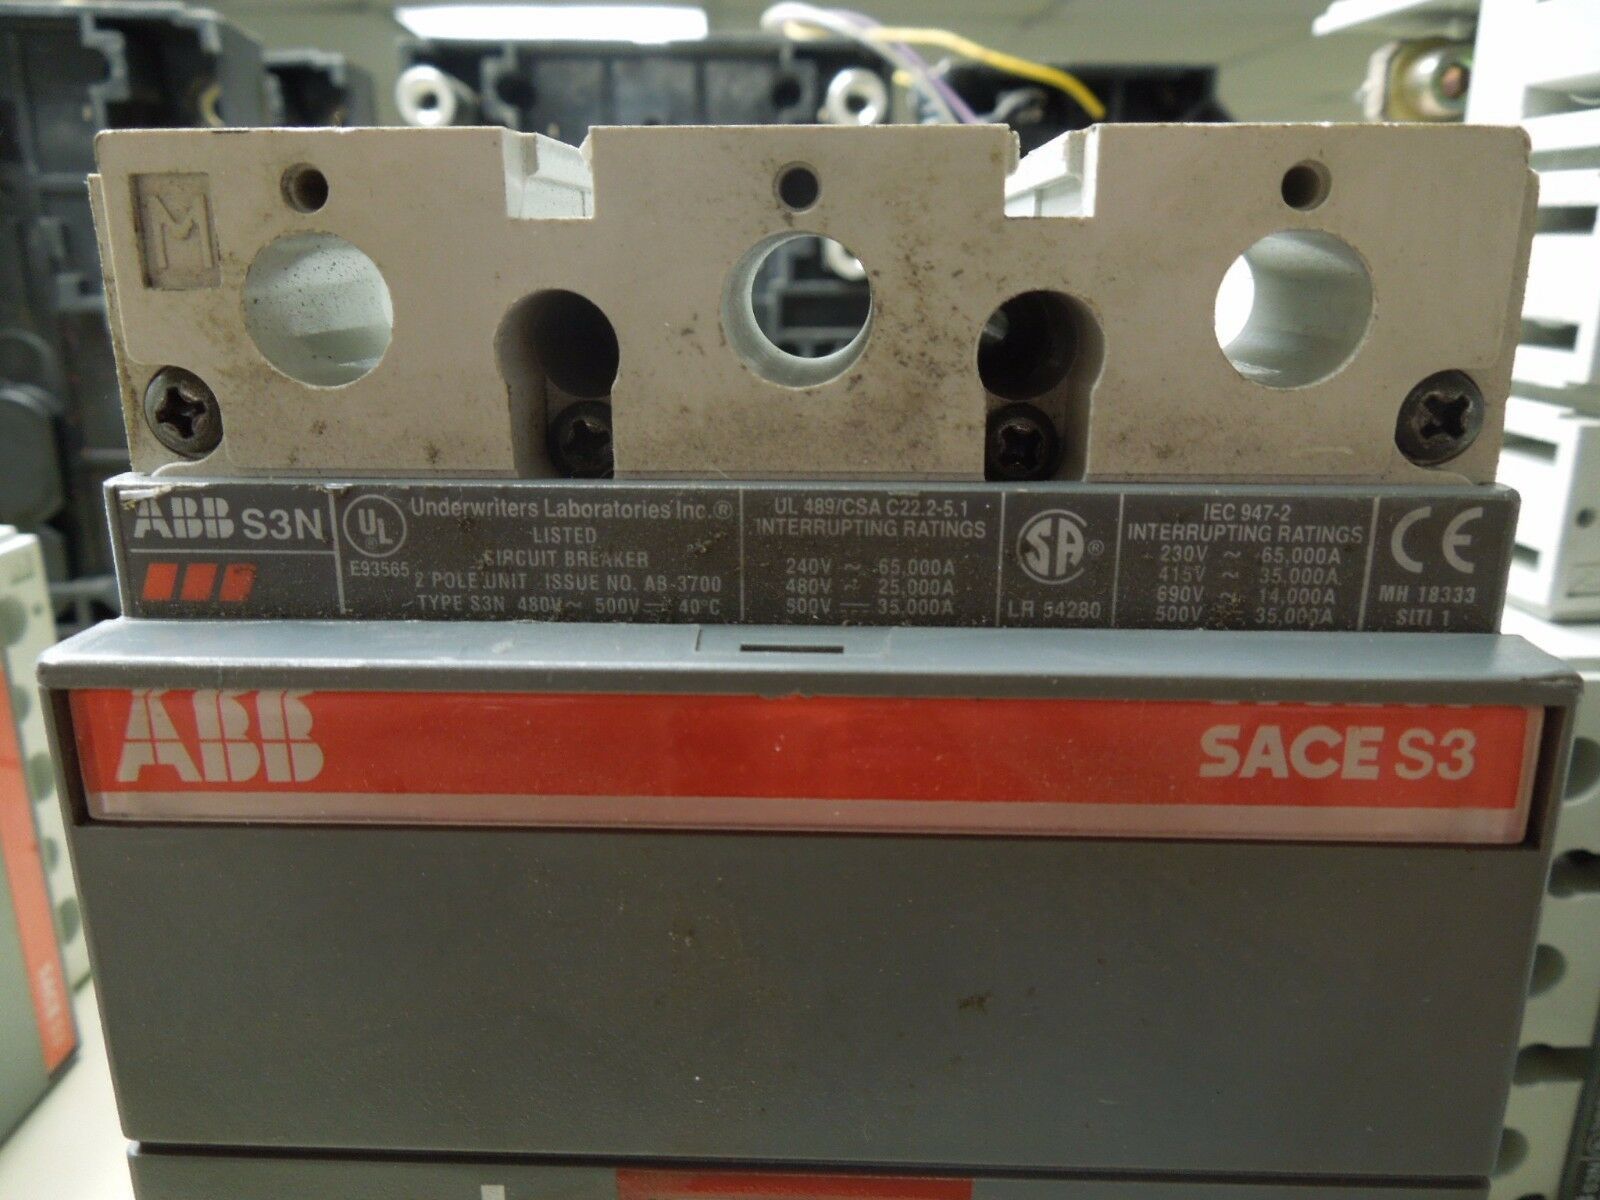 M
ABB S3N
UL
®
E93565
Underwriters Laboratories Inc.®
LISTED
CIRCUIT BREAKER
2 POLE UNIT ISSUE NO. AB-3700
TYPE S3N 480V ~ 500V ⎓ 40°C
UL 489/CSA C22.2-5.1
INTERRUPTING RATINGS
240V ~ 65,000A
480V ~ 25,000A
500V ⎓ 35,000A
SA®
LR 54280
IEC 947-2
INTERRUPTING RATINGS
230V ~ 65,000A
415V ~ 35,000A
690V ~ 14,000A
500V ⎓ 35,000A
CE
MH 18333
SITI 1
ABB
SACE S3
SACE